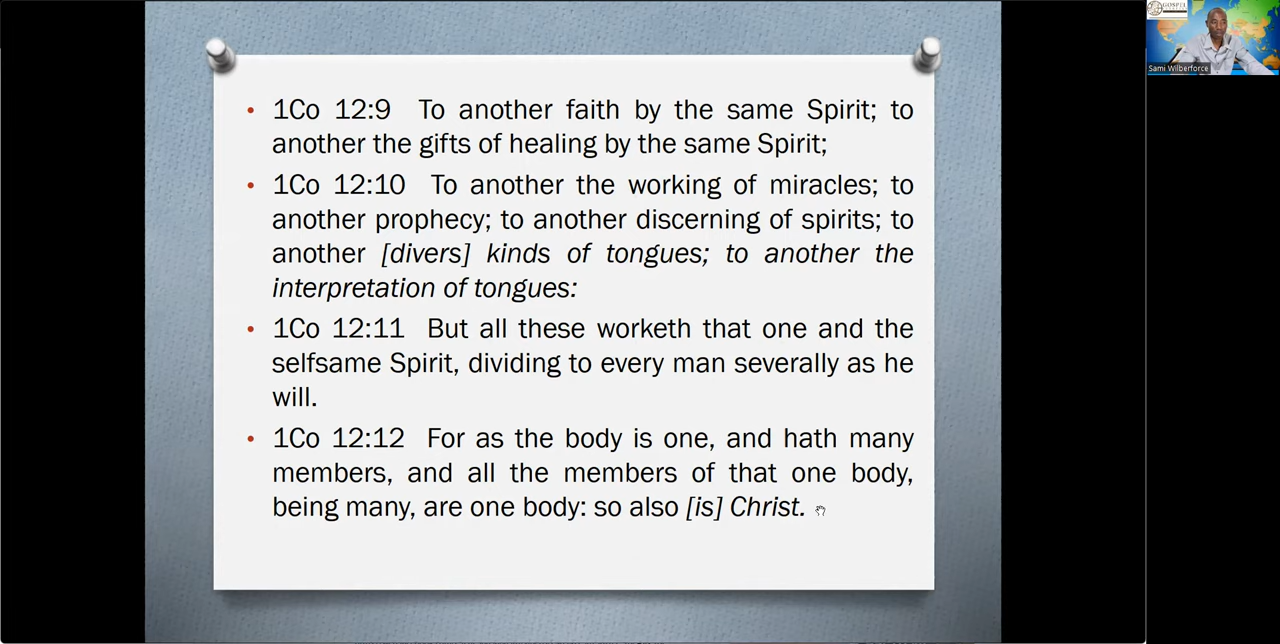 GOSPEL
Sami Wilberforce
• 1Co 12:9 To another faith by the same Spirit; to
another the gifts of healing by the same Spirit;
• 1Co 12:10 To another the working of miracles; to
another prophecy; to another discerning of spirits; to
another [divers] kinds of tongues; to another the
interpretation of tongues:
• 1Co 12:11 But all these worketh that one and the
selfsame Spirit, dividing to every man severally as he
will.
• 1Co 12:12 For as the body is one, and hath many
members, and all the members of that one body,
being many, are one body: so also [is] Christ.